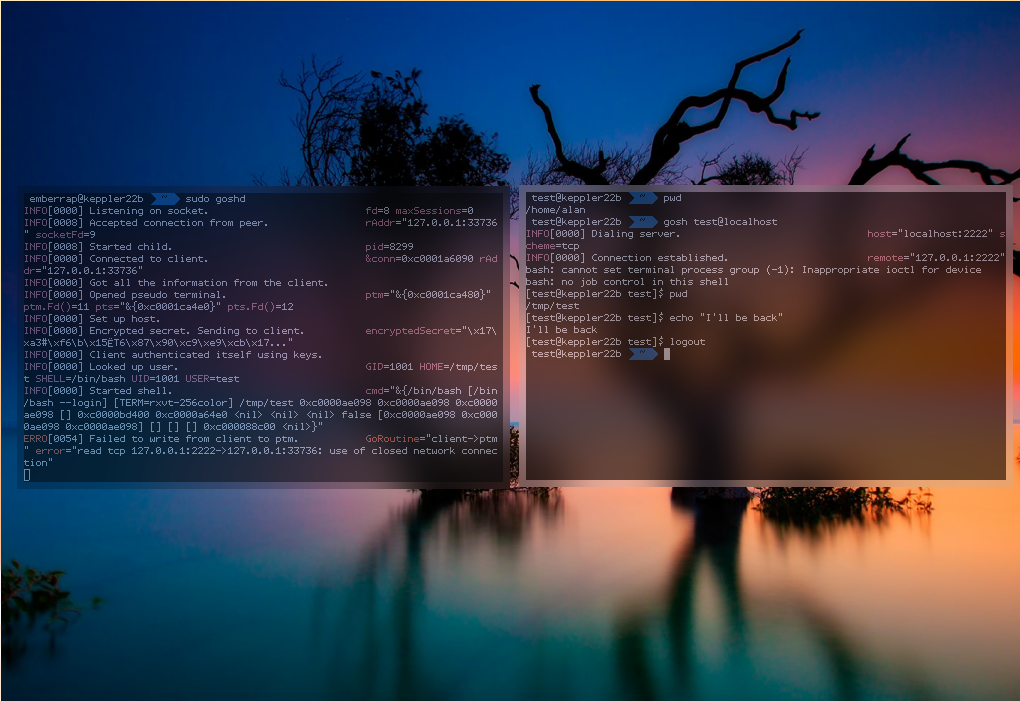 emberrap@keppler22b ~ sudo goshd
INFO[0000] Listening on socket. fd=8 maxSessions=0
INFO[0008] Accepted connection from peer. rAddr="127.0.0.1:33736
" socketFd=9
INFO[0000] Started child. pid=8299
INFO[0000] Connected to client. &conn=0xc0001a6090 rAd
dr="127.0.0.1:33736"
INFO[0000] Got all the information from the client.
INFO[0000] Opened pseudo terminal. ptm="&{0xc0001ca480}"
ptm.Fd()=11 pts="&{0xc0001ca4e0}" pts.Fd()=12
INFO[0000] Set up host.
INFO[0000] Encrypted secret. Sending to client. encryptedSecret="\x17\
xa3#\xf6\b\x15ËT6\x87\x90\xc9\xe9\xcb\x17..."
INFO[0000] Client authenticated itself using keys.
INFO[0000] Looked up user. GID=1001 HOME=/tmp/tes
t SHELL=/bin/bash UID=1001 USER=test
INFO[0000] Started shell. cmd="&{/bin/bash [/bin
/bash --login] [TERM=rxvt-256color] /tmp/test 0xc0000ae098 0xc0000ae098 0xc0000
ae098 [] 0xc0000bd400 0xc0000a64e0 <nil> <nil> <nil> false [0xc0000ae098 0xc000
0ae098 0xc0000ae098] [] [] [] 0xc000088c00 <nil>}"
ERRO[0054] Failed to write from client to ptm. GoRoutine="client->ptm
" error="read tcp 127.0.0.1:2222->127.0.0.1:33736: use of closed network connec
tion"
test@keppler22b ~ pwd
/home/alan
test@keppler22b ~ gosh test@localhost
INFO[0000] Dialing server. host="localhost:2222" s
cheme=tcp
INFO[0000] Connection established. remote="127.0.0.1:2222"
bash: cannot set terminal process group (-1): Inappropriate ioctl for device
bash: no job control in this shell
[test@keppler22b test]$ pwd
/tmp/test
[test@keppler22b test]$ echo "I'll be back"
I'll be back
[test@keppler22b test]$ logout
test@keppler22b ~